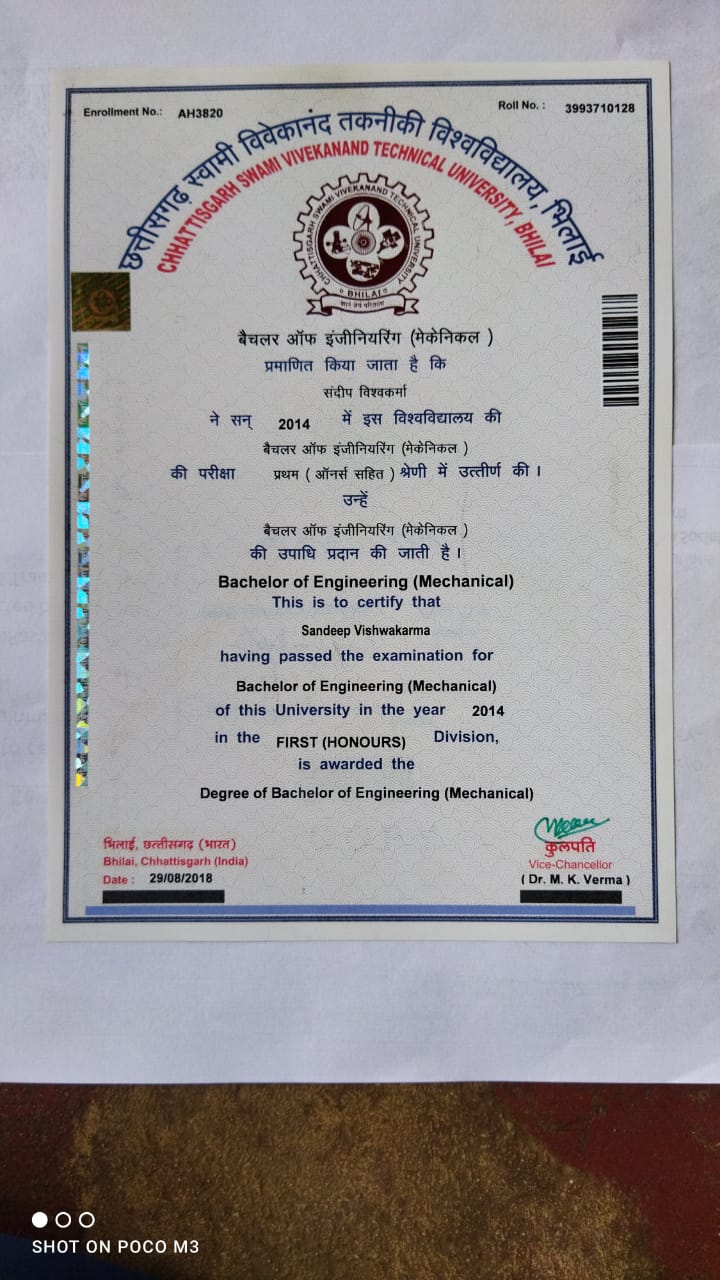 Enrollment No.: AH3820
Roll No. : 3993710128
छत्तीसगढ़ स्वामी विवेकानंद तकनीकी विश्वविद्यालय, भिलाई
CHHATTISGARH SWAMI VIVEKANAND TECHNICAL UNIVERSITY, BHILAI
CHHATTISGARH SWAMI VIVEKANAND TECHNICAL UNIVERSITY
BHILAI
बैचलर ऑफ इंजीनियरिंग (मेकेनिकल )
प्रमाणित किया जाता है कि
संदीप विश्वकर्मा
ने सन् 2014 में इस विश्वविद्यालय की
बैचलर ऑफ इंजीनियरिंग (मेकेनिकल )
की परीक्षा प्रथम ( ऑनर्स सहित ) श्रेणी में उत्तीर्ण की ।
उन्हें
बैचलर ऑफ इंजीनियरिंग (मेकेनिकल )
की उपाधि प्रदान की जाती है ।
Bachelor of Engineering (Mechanical)
This is to certify that
Sandeep Vishwakarma
having passed the examination for
Bachelor of Engineering (Mechanical)
of this University in the year 2014
in the FIRST (HONOURS) Division,
is awarded the
Degree of Bachelor of Engineering (Mechanical)
भिलाई, छत्तीसगढ़ (भारत)
Bhilai, Chhattisgarh (India)
Date : 29/08/2018
कुलपति
Vice-Chancellor
( Dr. M. K. Verma )
SHOT ON POCO M3